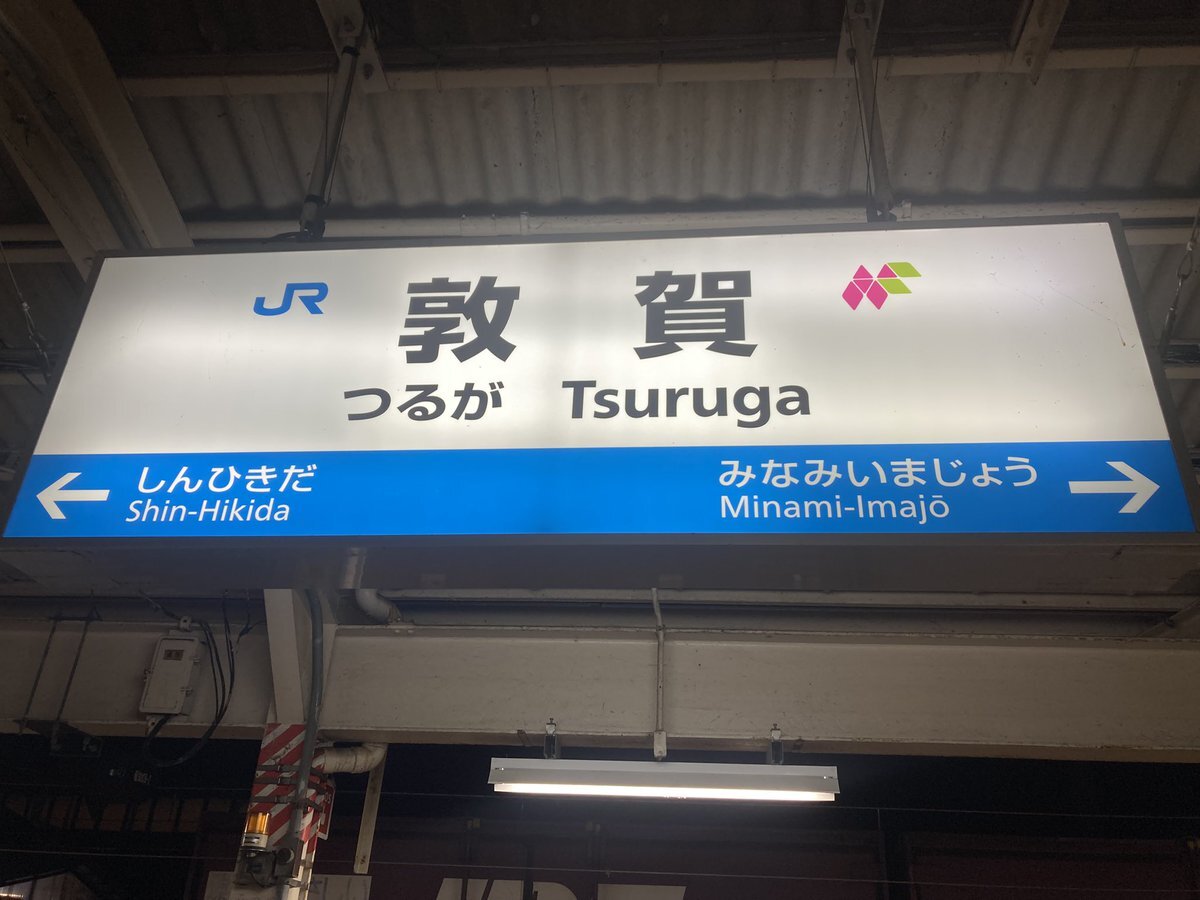 JR
敦賀
つるが Tsuruga
← しんひきだ
Shin-Hikida
みなみいまじょう →
Minami-Imajō